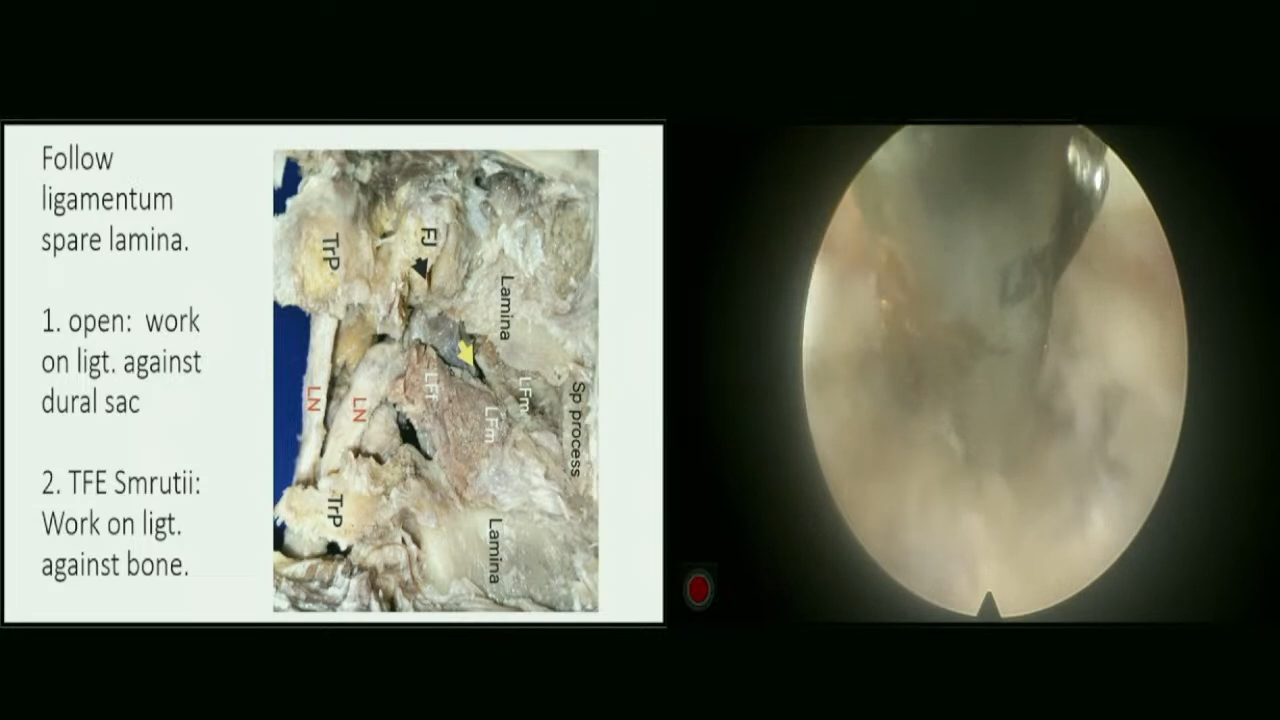 Follow
ligamentum
spare lamina.
1. open: work
on ligt. against
dural sac
2. TFE Smrutii:
Work on ligt.
against bone.
TrP
FJ
Lamina
LFr
LFm
LFm
Sp process
LN
LN
TrP
Lamina